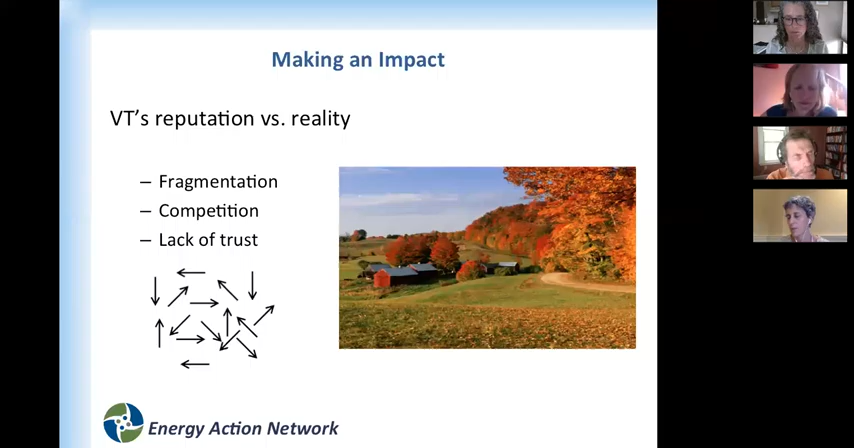 Making an Impact
VT's reputation vs. reality
– Fragmentation
– Competition
– Lack of trust
Energy Action Network